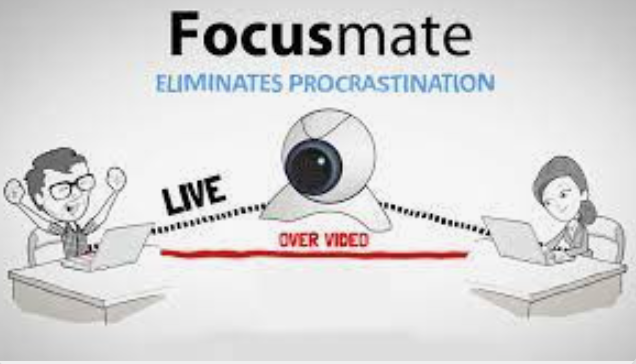 Focusmate
ELIMINATES PROCRASTINATION
LIVE
OVER VIDEO